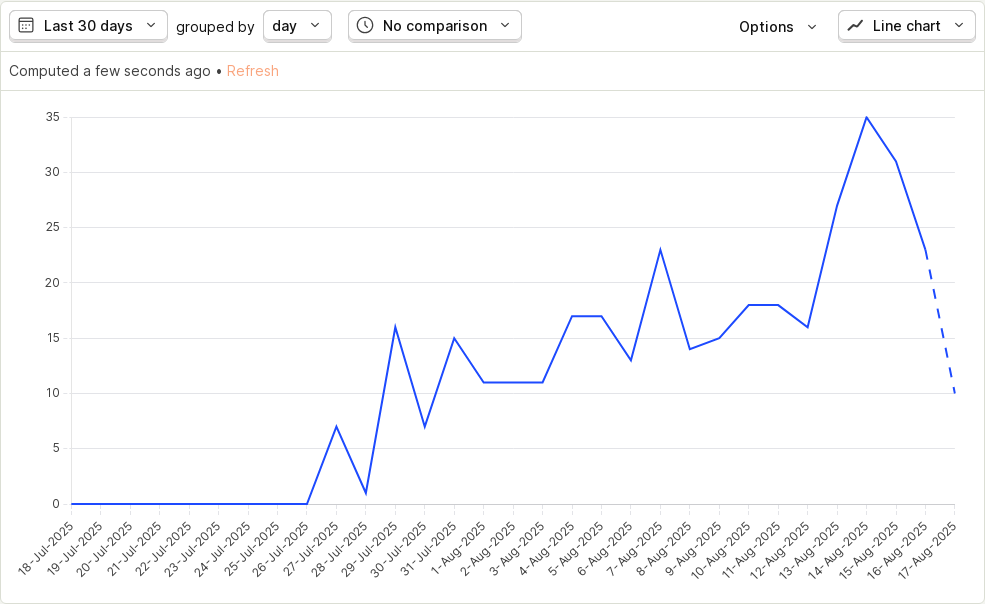 Last 30 days grouped by day No comparison Options Line chart
Computed a few seconds ago • Refresh
35
30
25
20
15
10
5
0
18-Jul-2025
19-Jul-2025
20-Jul-2025
21-Jul-2025
22-Jul-2025
23-Jul-2025
24-Jul-2025
25-Jul-2025
26-Jul-2025
27-Jul-2025
28-Jul-2025
29-Jul-2025
30-Jul-2025
31-Jul-2025
1-Aug-2025
2-Aug-2025
3-Aug-2025
4-Aug-2025
5-Aug-2025
6-Aug-2025
7-Aug-2025
8-Aug-2025
9-Aug-2025
10-Aug-2025
11-Aug-2025
12-Aug-2025
13-Aug-2025
14-Aug-2025
15-Aug-2025
16-Aug-2025
17-Aug-2025